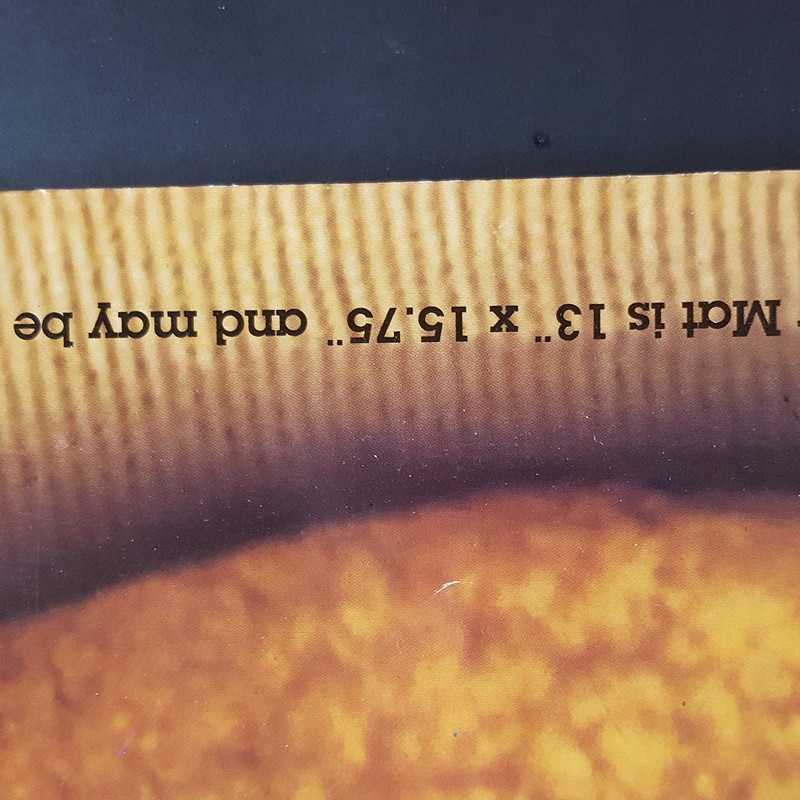 Mat is 13" x 15.75" and may be